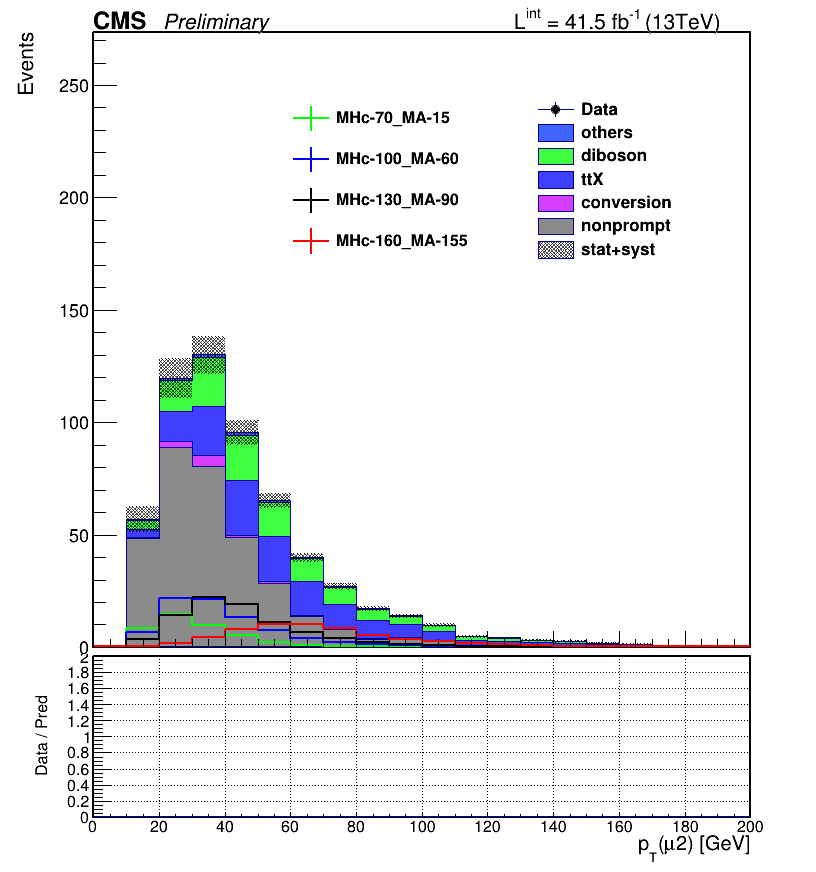 CMS Preliminary L^int = 41.5 fb^-1 (13TeV)
Events
250
200
150
100
50
0
MHc-70_MA-15
MHc-100_MA-60
MHc-130_MA-90
MHc-160_MA-155
Data
others
diboson
ttX
conversion
nonprompt
stat+syst
Data / Pred
2
1.8
1.6
1.4
1.2
1
0.8
0.6
0.4
0.2
0
0 20 40 60 80 100 120 140 160 180 200
p_T(μ2) [GeV]